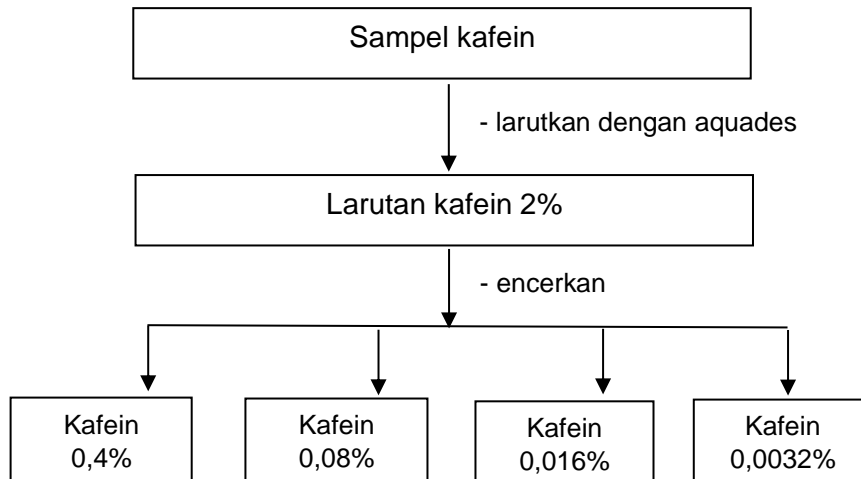 Sampel kafein
- larutkan dengan aquades
Larutan kafein 2%
- encerkan
Kafein
0,4%
Kafein
0,08%
Kafein
0,016%
Kafein
0,0032%